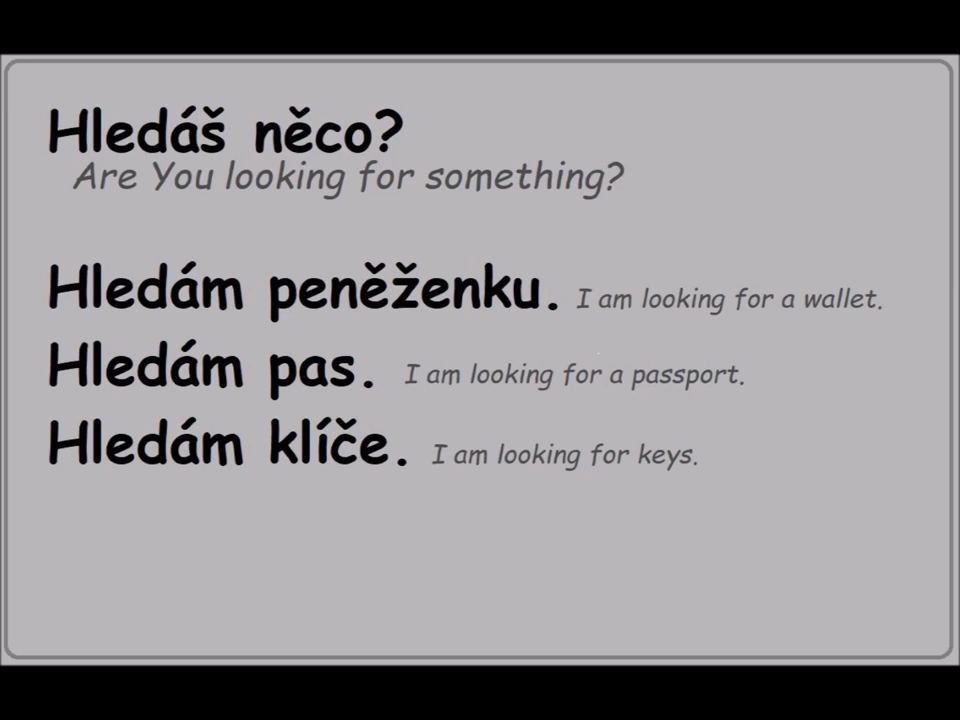 Hledáš něco?
Are You looking for something?
Hledám peněženku. I am looking for a wallet.
Hledám pas. I am looking for a passport.
Hledám klíče. I am looking for keys.